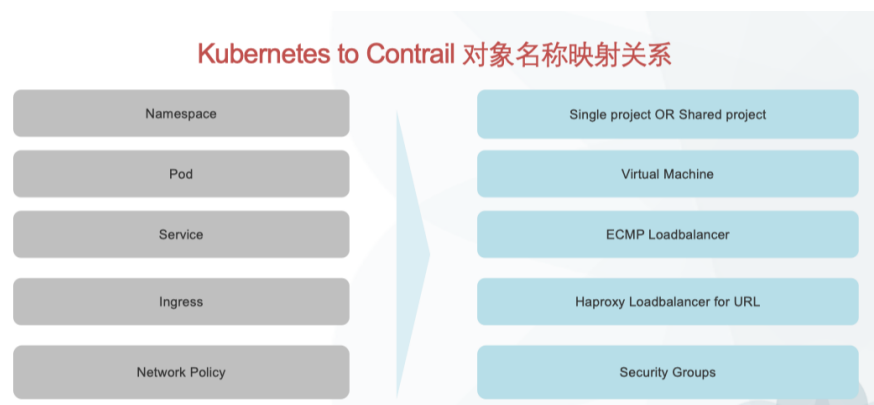 Kubernetes to Contrail 对象名称映射关系
Namespace
Single project OR Shared project
Pod
Virtual Machine
Service
ECMP Loadbalancer
Ingress
Haproxy Loadbalancer for URL
Network Policy
Security Groups